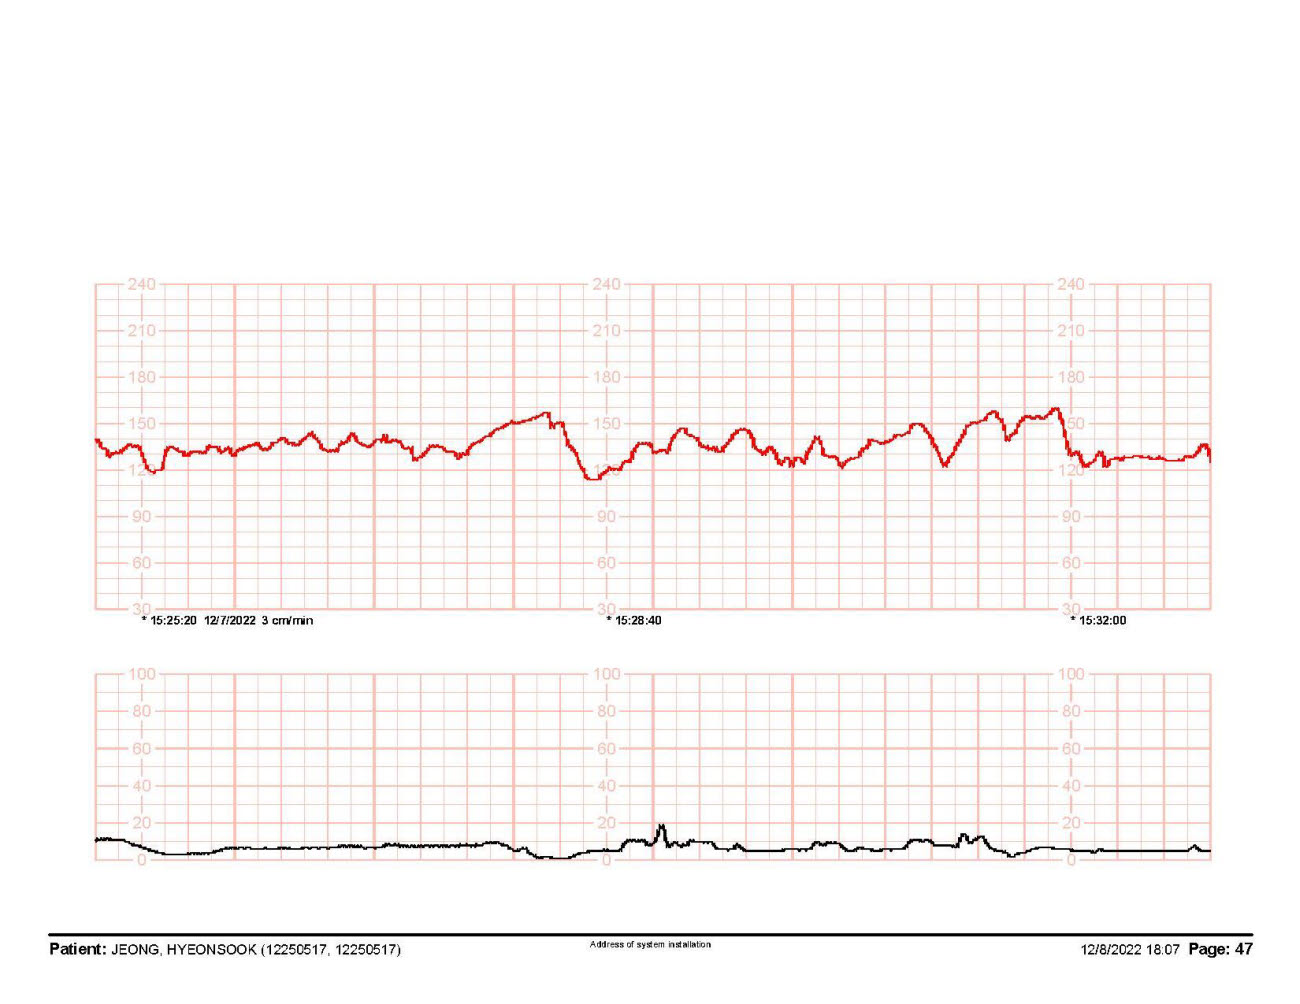 240 240 240
210 210 210
180 180 180
150 150 150
120 120 120
90 90 90
60 60 60
30 30 30
* 15:25:20 12/7/2022 3 cm/min * 15:28:40 * 15:32:00
100 100 100
80 80 80
60 60 60
40 40 40
20 20 20
0 0 0
Patient: JEONG, HYEONSOOK (12250517, 12250517) Address of system installation 12/8/2022 18:07 Page: 47